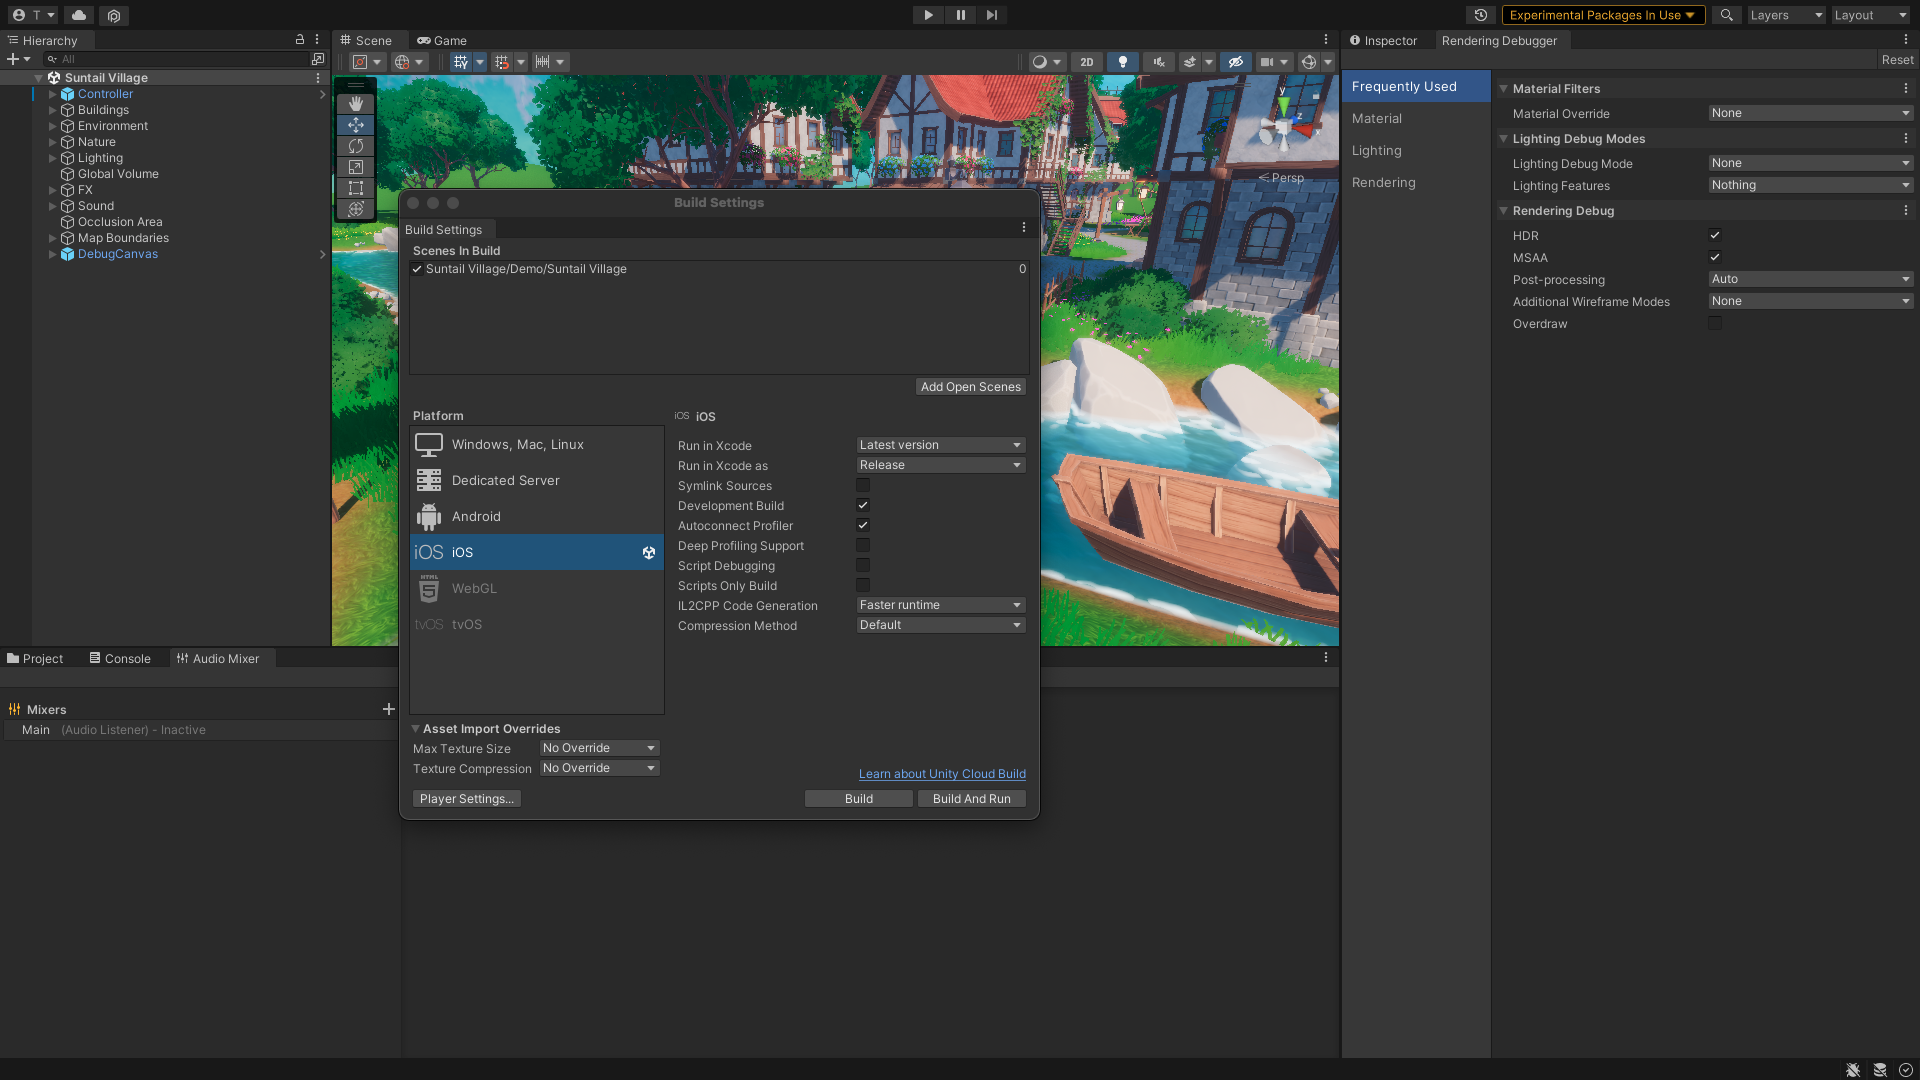 T
Experimental Packages In Use
Layers
Layout
Hierarchy
Scene
Game
Inspector
Rendering Debugger
All
2D
Reset
Suntail Village
Controller
Buildings
Environment
Nature
Lighting
Global Volume
FX
Sound
Occlusion Area
Map Boundaries
DebugCanvas
y
z
x
Persp
Frequently Used
Material
Lighting
Rendering
Material Filters
Material Override
None
Lighting Debug Modes
Lighting Debug Mode
None
Lighting Features
Nothing
Rendering Debug
HDR
MSAA
Post-processing
Auto
Additional Wireframe Modes
None
Overdraw
Build Settings
Build Settings
Scenes In Build
Suntail Village/Demo/Suntail Village
0
Add Open Scenes
Platform
Windows, Mac, Linux
Dedicated Server
Android
iOS iOS
HTML
5
WebGL
tvOS tvOS
iOS iOS
Run in Xcode
Latest version
Run in Xcode as
Release
Symlink Sources
Development Build
Autoconnect Profiler
Deep Profiling Support
Script Debugging
Scripts Only Build
IL2CPP Code Generation
Faster runtime
Compression Method
Default
Asset Import Overrides
Max Texture Size
No Override
Texture Compression
No Override
Learn about Unity Cloud Build
Player Settings...
Build
Build And Run
Project
Console
Audio Mixer
Mixers
Main (Audio Listener) - Inactive